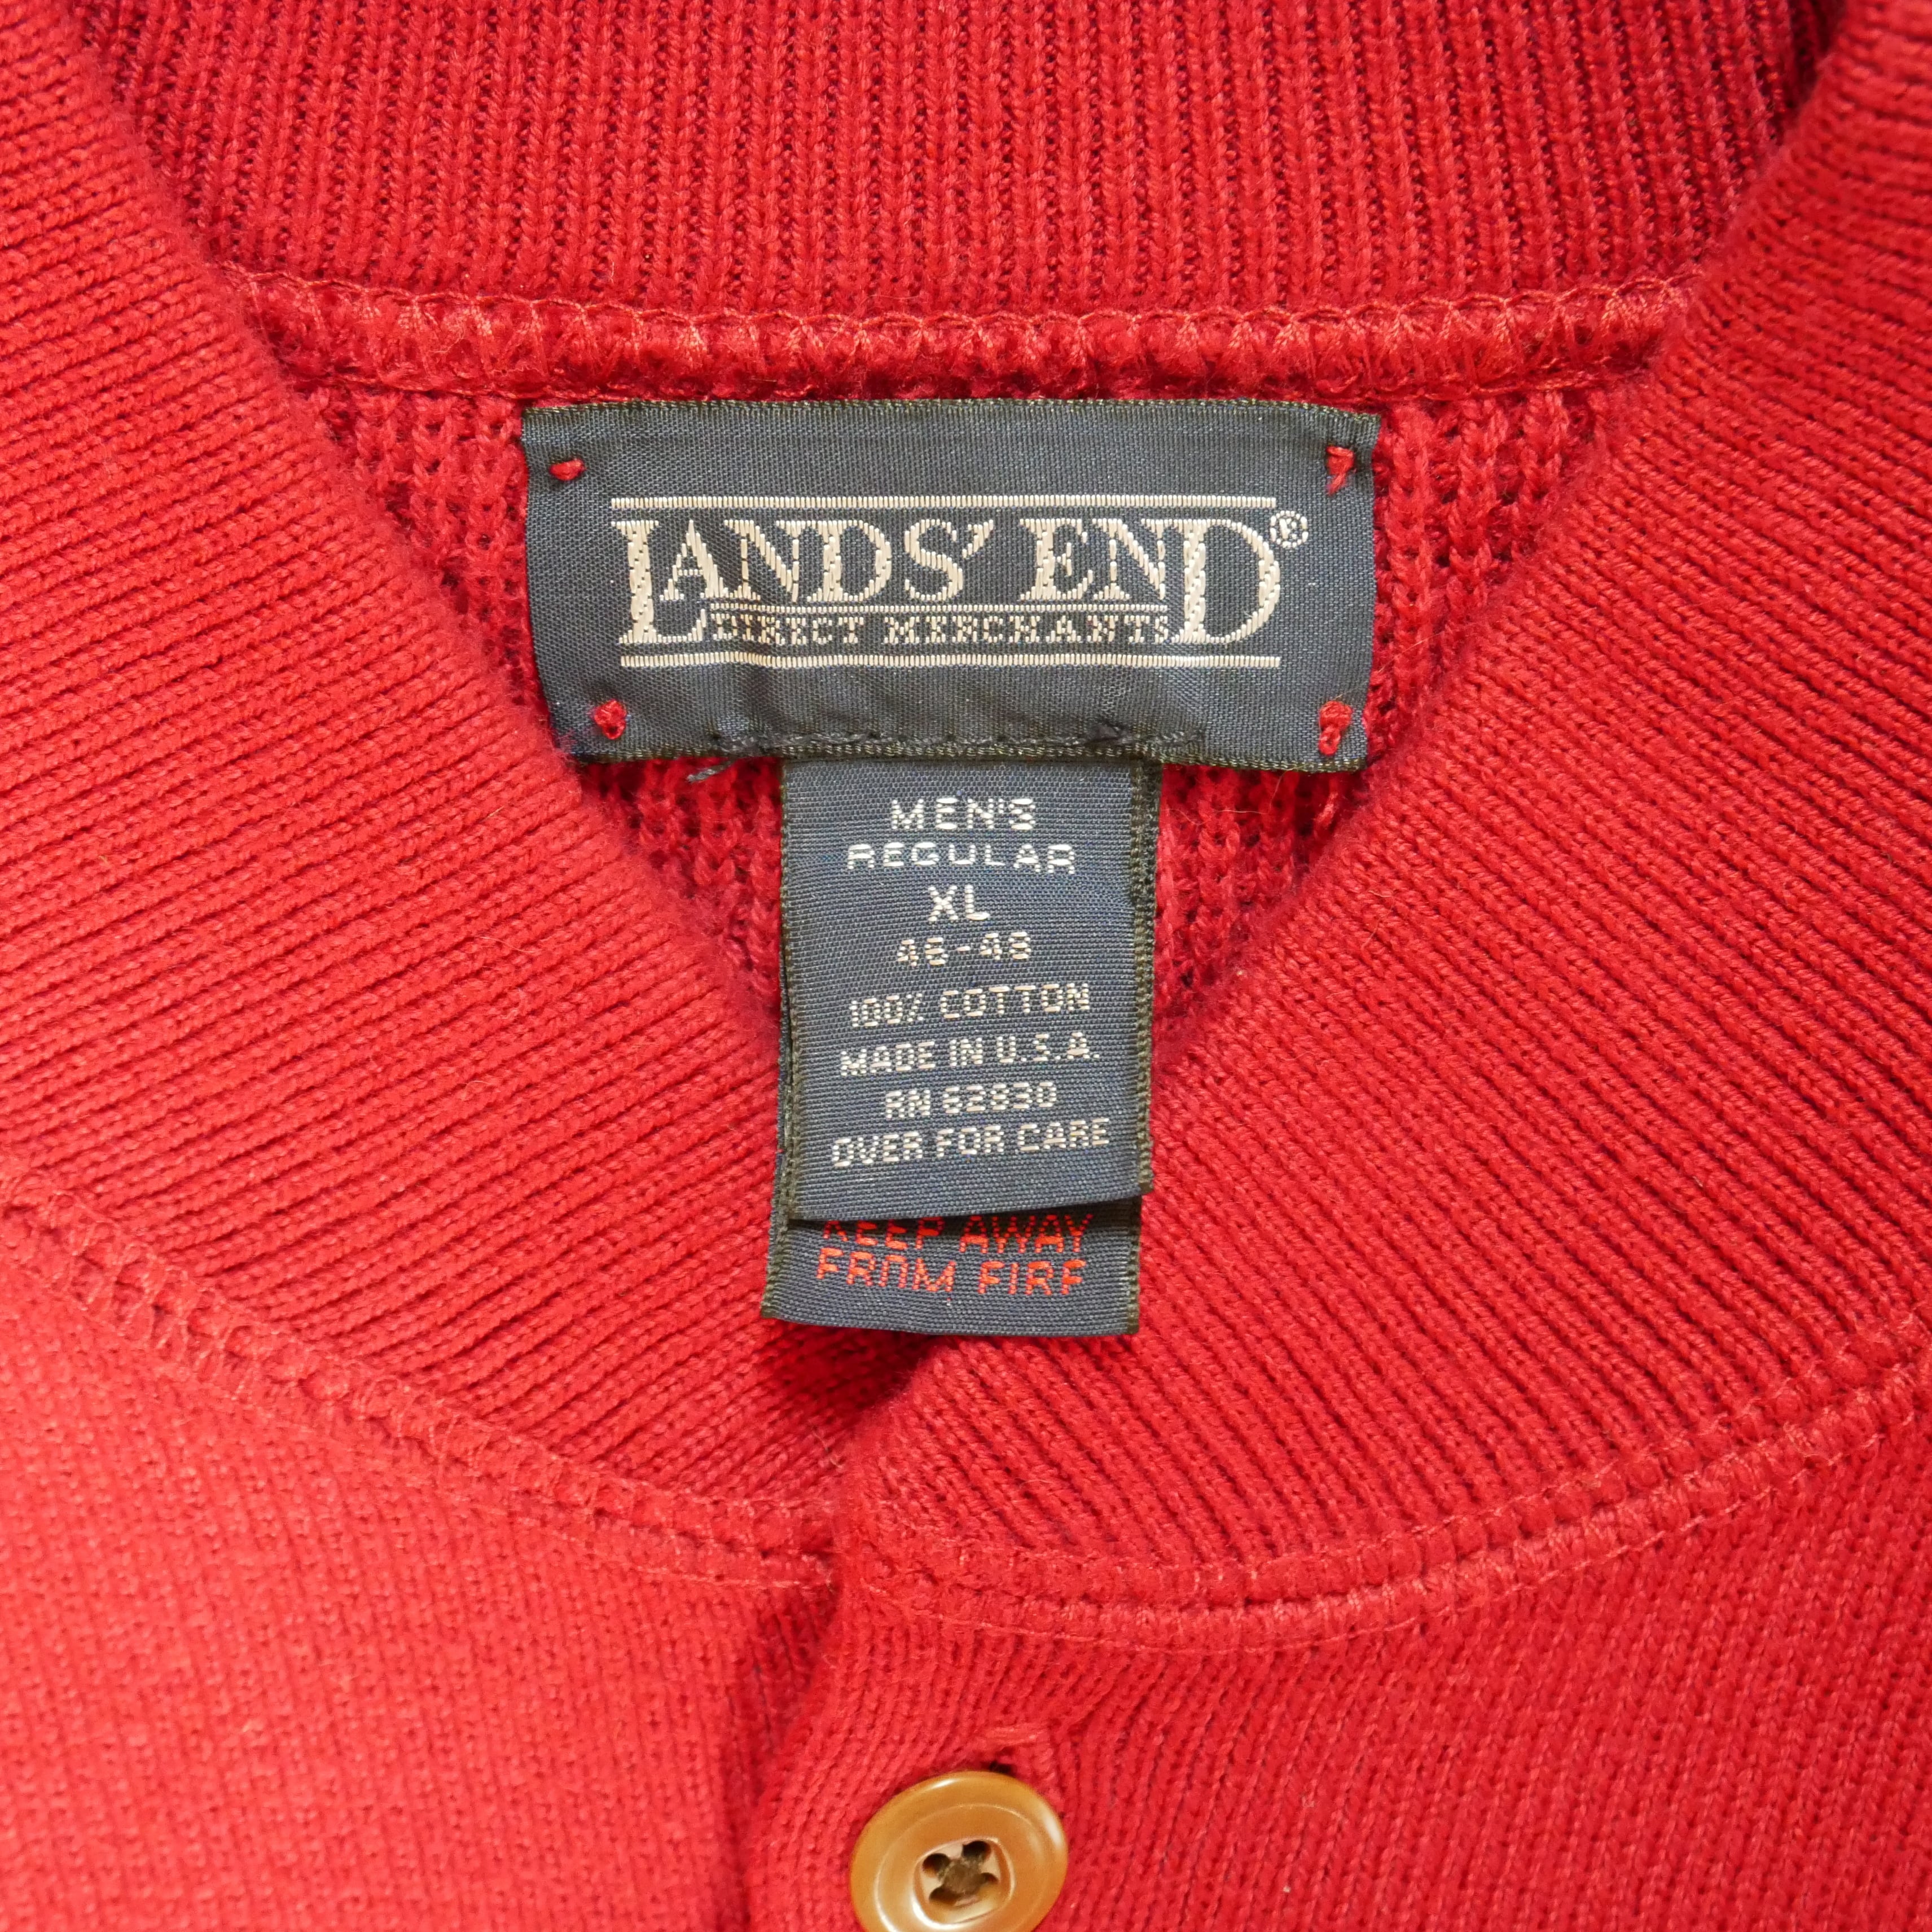 LANDS' END®
DIRECT MERCHANTS
MEN'S
REGULAR
XL
46-48
100% COTTON
MADE IN U.S.A.
RN 62830
OVER FOR CARE
KEEP AWAY
FROM FIRE